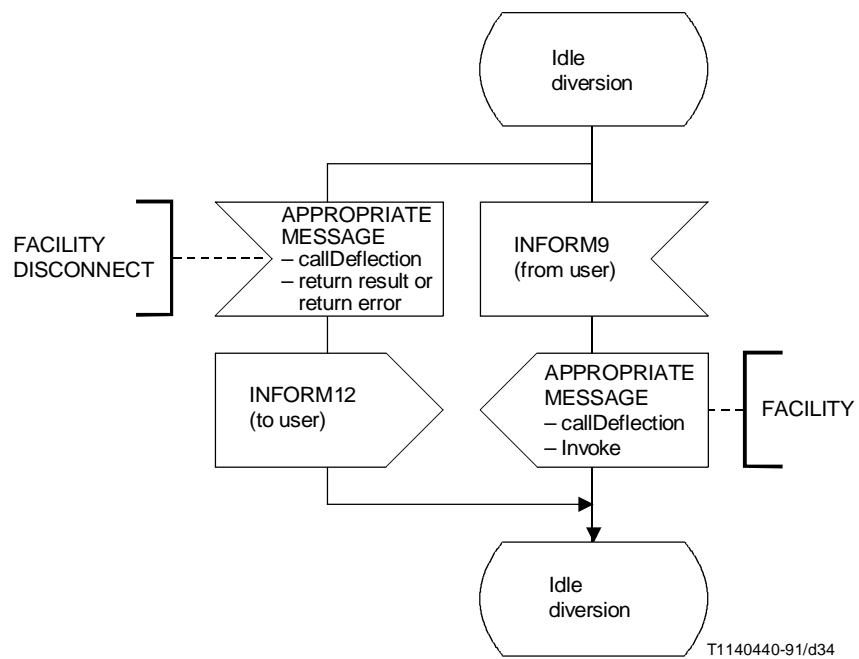 Idle
diversion
FACILITY
DISCONNECT
APPROPRIATE
MESSAGE
– callDeflection
– return result or
return error
INFORM9
(from user)
INFORM12
(to user)
APPROPRIATE
MESSAGE
– callDeflection
– Invoke
FACILITY
Idle
diversion
T1140440-91/d34